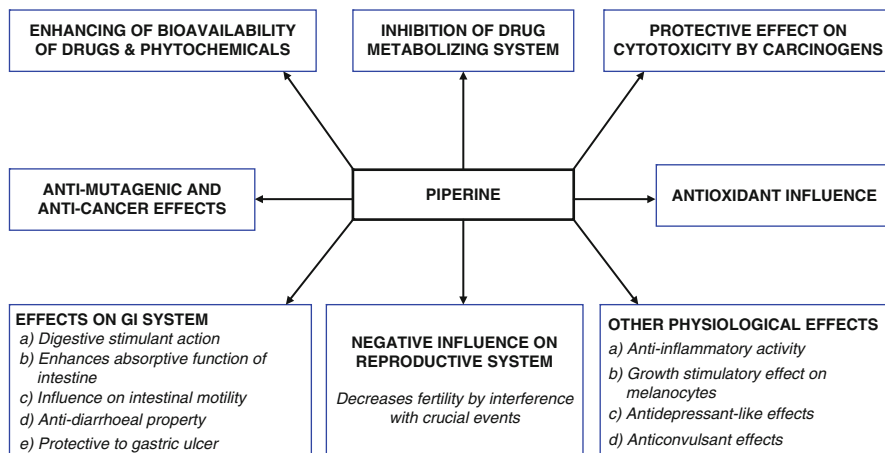 ENHANCING OF BIOAVAILABILITY
OF DRUGS & PHYTOCHEMICALS
INHIBITION OF DRUG
METABOLIZING SYSTEM
PROTECTIVE EFFECT ON
CYTOTOXICITY BY CARCINOGENS
ANTI-MUTAGENIC AND
ANTI-CANCER EFFECTS
PIPERINE
ANTIOXIDANT INFLUENCE
EFFECTS ON GI SYSTEM
a) Digestive stimulant action
b) Enhances absorptive function of
intestine
c) Influence on intestinal motility
d) Anti-diarrhoeal property
e) Protective to gastric ulcer
NEGATIVE INFLUENCE ON
REPRODUCTIVE SYSTEM
Decreases fertility by interference
with crucial events
OTHER PHYSIOLOGICAL EFFECTS
a) Anti-inflammatory activity
b) Growth stimulatory effect on
melanocytes
c) Antidepressant-like effects
d) Anticonvulsant effects